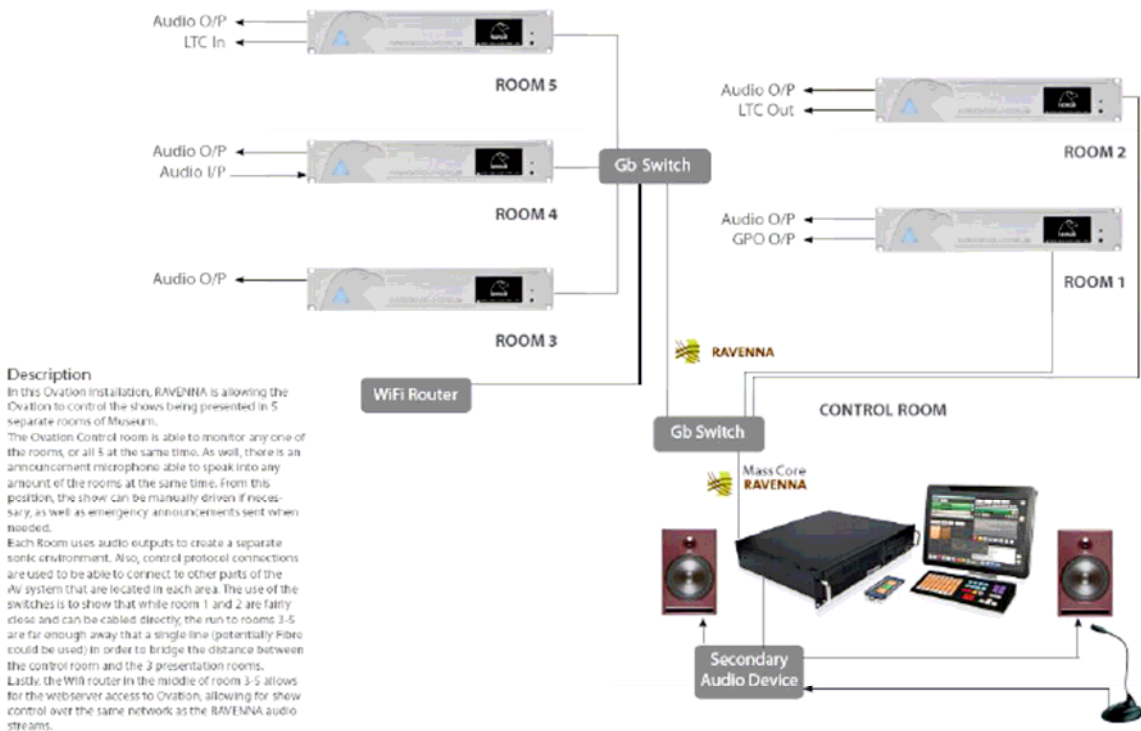 Audio O/P
LTC In
ROOM 5
Audio O/P
LTC Out
ROOM 2
Audio O/P
Audio I/P
Gb Switch
ROOM 4
Audio O/P
GPO O/P
ROOM 1
Audio O/P
ROOM 3
RAVENNA
WiFi Router
CONTROL ROOM
Gb Switch
Mass Core
RAVENNA
Secondary
Audio Device
Description
In this Ovation installation, RAVENNA is allowing the
Ovation to control the shows being presented in 5
separate rooms of Museum.
The Ovation Control room is able to monitor any one of
the rooms, or all 5 at the same time. As well, there is an
announcement microphone able to speak into any
amount of the rooms at the same time. From this
position, the show can be manually driven if neces-
sary, as well as emergency announcements sent when
needed.
Each Room uses audio outputs to create a separate
sonic environment. Also, control protocol connections
are used to be able to connect to other parts of the
AV system that are located in each area. The use of the
switches is to show that while room 1 and 2 are fairly
close and can be cabled directly, the run to rooms 3-5
are far enough away that a single line (potentially Fibre
could be used) in order to bridge the distance between
the control room and the 3 presentation rooms.
Lastly, the Wifi router in the middle of room 3-5 allows
for the webserver access to Ovation, allowing for show
control over the same network as the RAVENNA audio
streams.